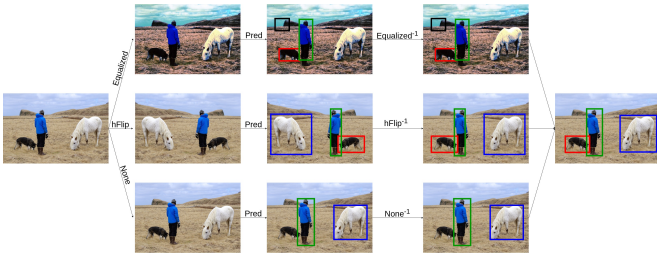 Equalized
Pred
Equalized-1
hFlip
Pred
hFlip-1
None
Pred
None-1